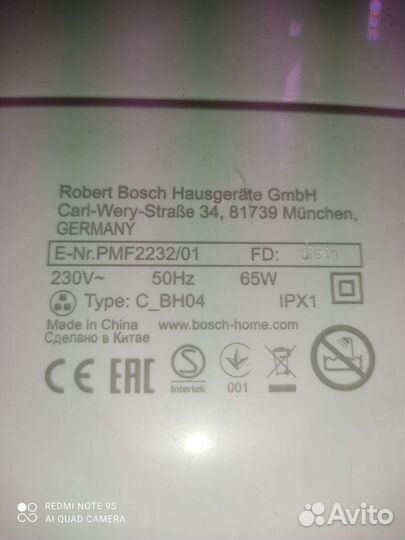 Robert Bosch Hausgeräte GmbH
Carl-Wery-Straße 34, 81739 München,
GERMANY
E-Nr.PMF2232/01 FD:
230V~ 50Hz 65W
Type: C_BH04 iPX1
Made in China www.bosch-home.com
Сделано в Китае
CE EAC S Intertek 001
REDMI NOTE 9S
AI QUAD CAMERA
Avito